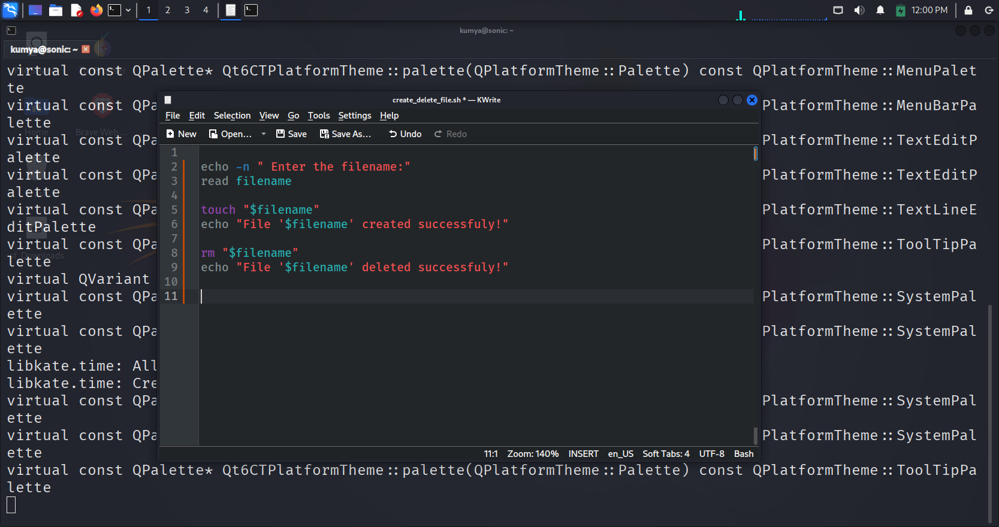 1 2 3 4 12:00 PM
kumya@sonic: ~
kumya@sonic: ~
virtual const QPalette* Qt6CTPlatformTheme::palette(QPlatformTheme::Palette) const QPlatformTheme::MenuPalet
te
create_delete_file.sh * — KWrite
virtual const QPa PlatformTheme::MenuBarPa
File Edit Selection View Go Tools Settings Help
lette
Home Brave Web...
New Open... Save Save As... Undo Redo
virtual const QPa PlatformTheme::TextEditP
1
alette
2 echo -n " Enter the filename:"
virtual const QPa PlatformTheme::TextEditP
3 read filename
alette
4
virtual const QPa PlatformTheme::TextLineE
5 touch "$filename"
ditPalette
6 echo "File '$filename' created successfuly!"
7
virtual const QPa PlatformTheme::ToolTipPa
sf_Downloads
8 rm "$filename"
lette
9 echo "File '$filename' deleted successfuly!"
virtual QVariant
10
virtual const QPa PlatformTheme::SystemPal
11
ette
virtual const QPa PlatformTheme::SystemPal
ette
libkate.time: All
libkate.time: Cre
virtual const QPa PlatformTheme::SystemPal
ette
virtual const QPa PlatformTheme::SystemPal
ette
11:1 Zoom: 140% INSERT en_US Soft Tabs: 4 UTF-8 Bash
virtual const QPalette* Qt6CTPlatformTheme::palette(QPlatformTheme::Palette) const QPlatformTheme::ToolTipPa
lette